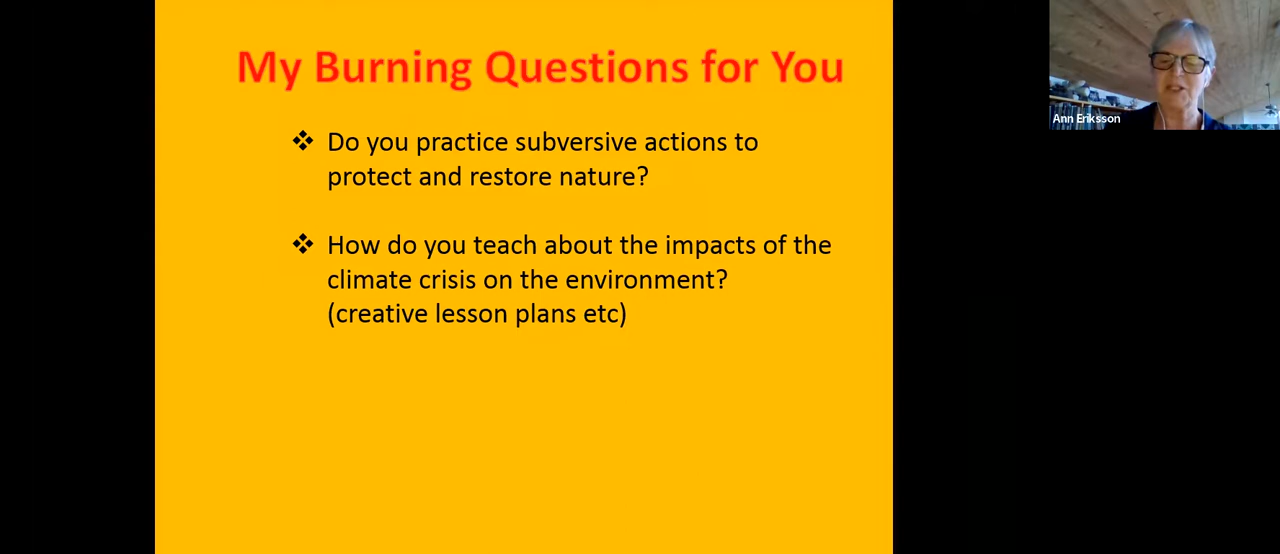 My Burning Questions for You
❖ Do you practice subversive actions to
protect and restore nature?
❖ How do you teach about the impacts of the
climate crisis on the environment?
(creative lesson plans etc)
Ann Eriksson